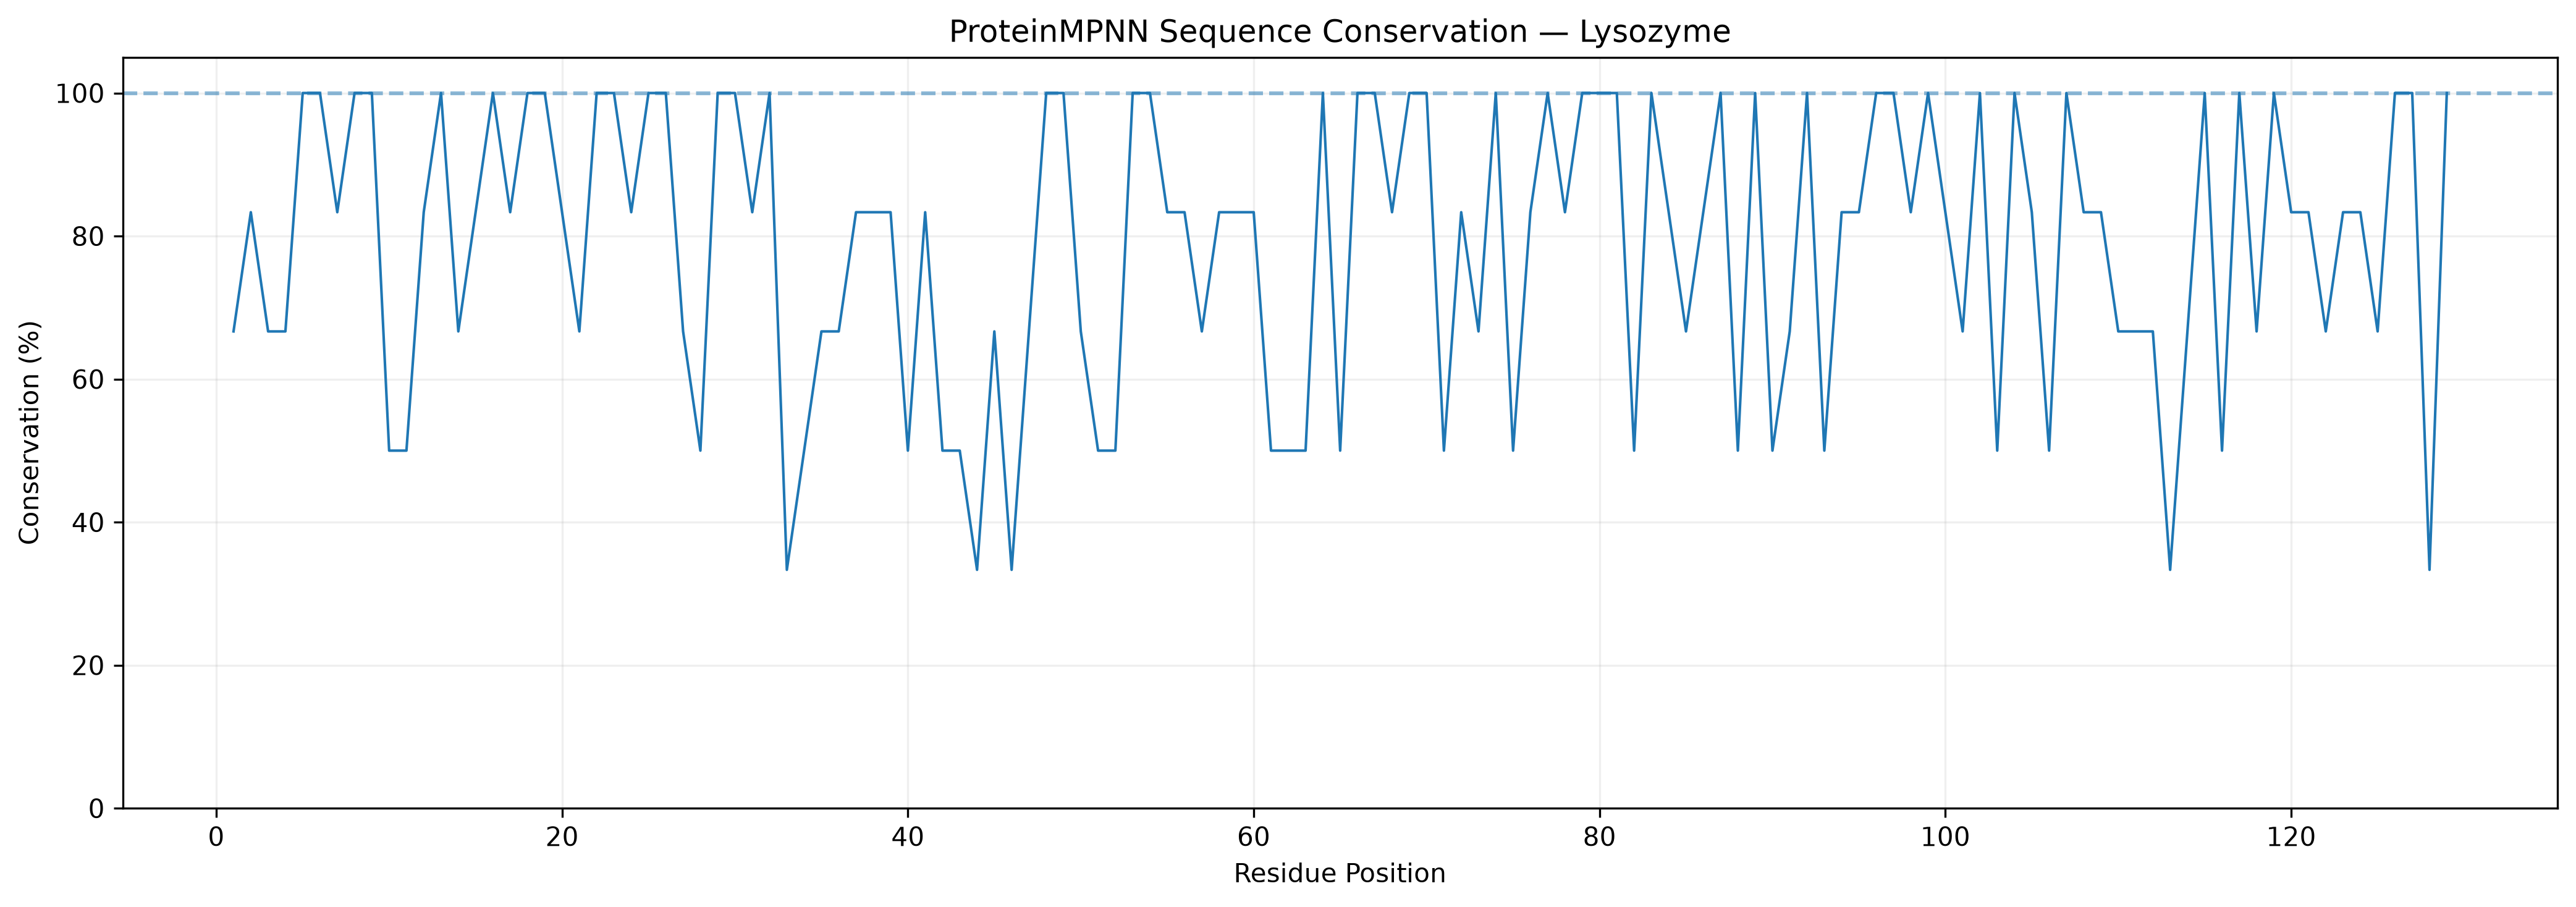 ProteinMPNN Sequence Conservation — Lysozyme
Conservation (%)
100
80
60
40
20
0
0 20 40 60 80 100 120
Residue Position